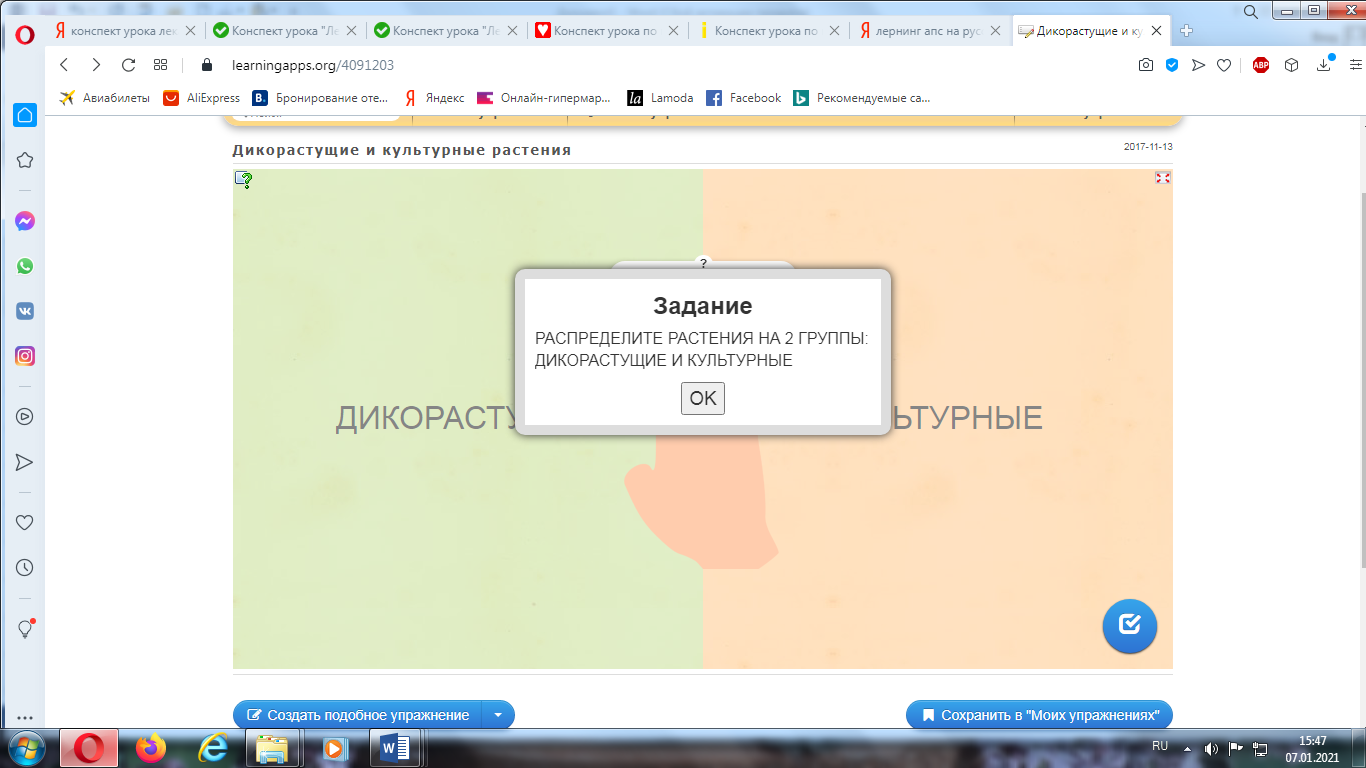 конспект урока лек
Конспект урока "Ле
Конспект урока "Ле
Конспект урока по
Конспект урока по
лернинг апс на рус
Дикорастущие и ку
learningapps.org/4091203
ABP
Авиабилеты
AliExpress
Бронирование оте...
Яндекс
Онлайн-гипермар...
Lamoda
Facebook
Рекомендуемые са...
Дикорастущие и культурные растения
2017-11-13
?
Задание
РАСПРЕДЕЛИТЕ РАСТЕНИЯ НА 2 ГРУППЫ:
ДИКОРАСТУЩИЕ И КУЛЬТУРНЫЕ
OK
ДИКОРАСТУ
ЬТУРНЫЕ
Создать подобное упражнение
Сохранить в "Моих упражнениях"
RU
15:47
07.01.2021